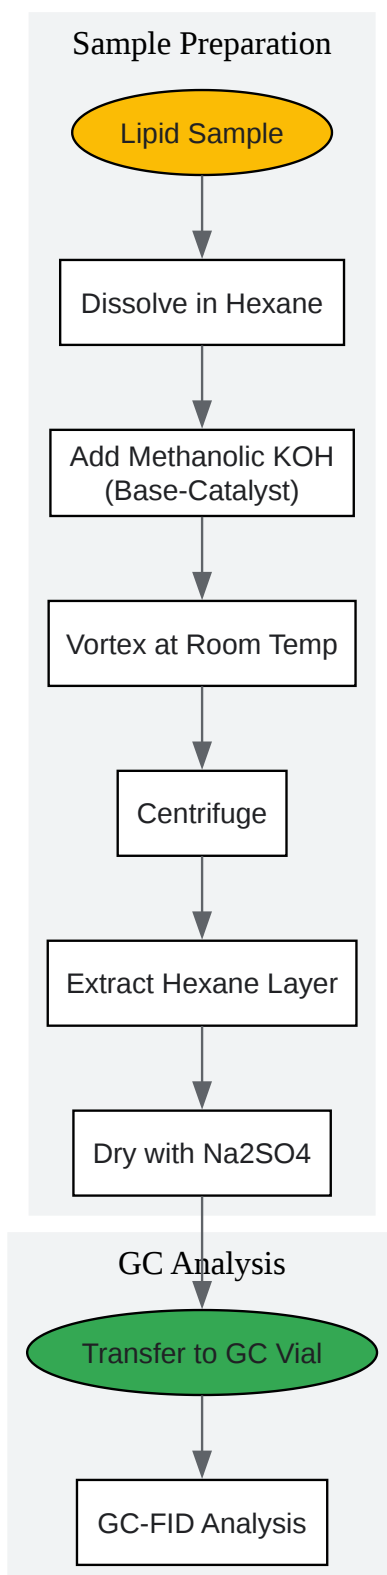 Sample Preparation
Lipid Sample
Dissolve in Hexane
Add Methanolic KOH
(Base-Catalyst)
Vortex at Room Temp
Centrifuge
Extract Hexane Layer
Dry with Na2SO4
GC Analysis
Transfer to GC Vial
GC-FID Analysis